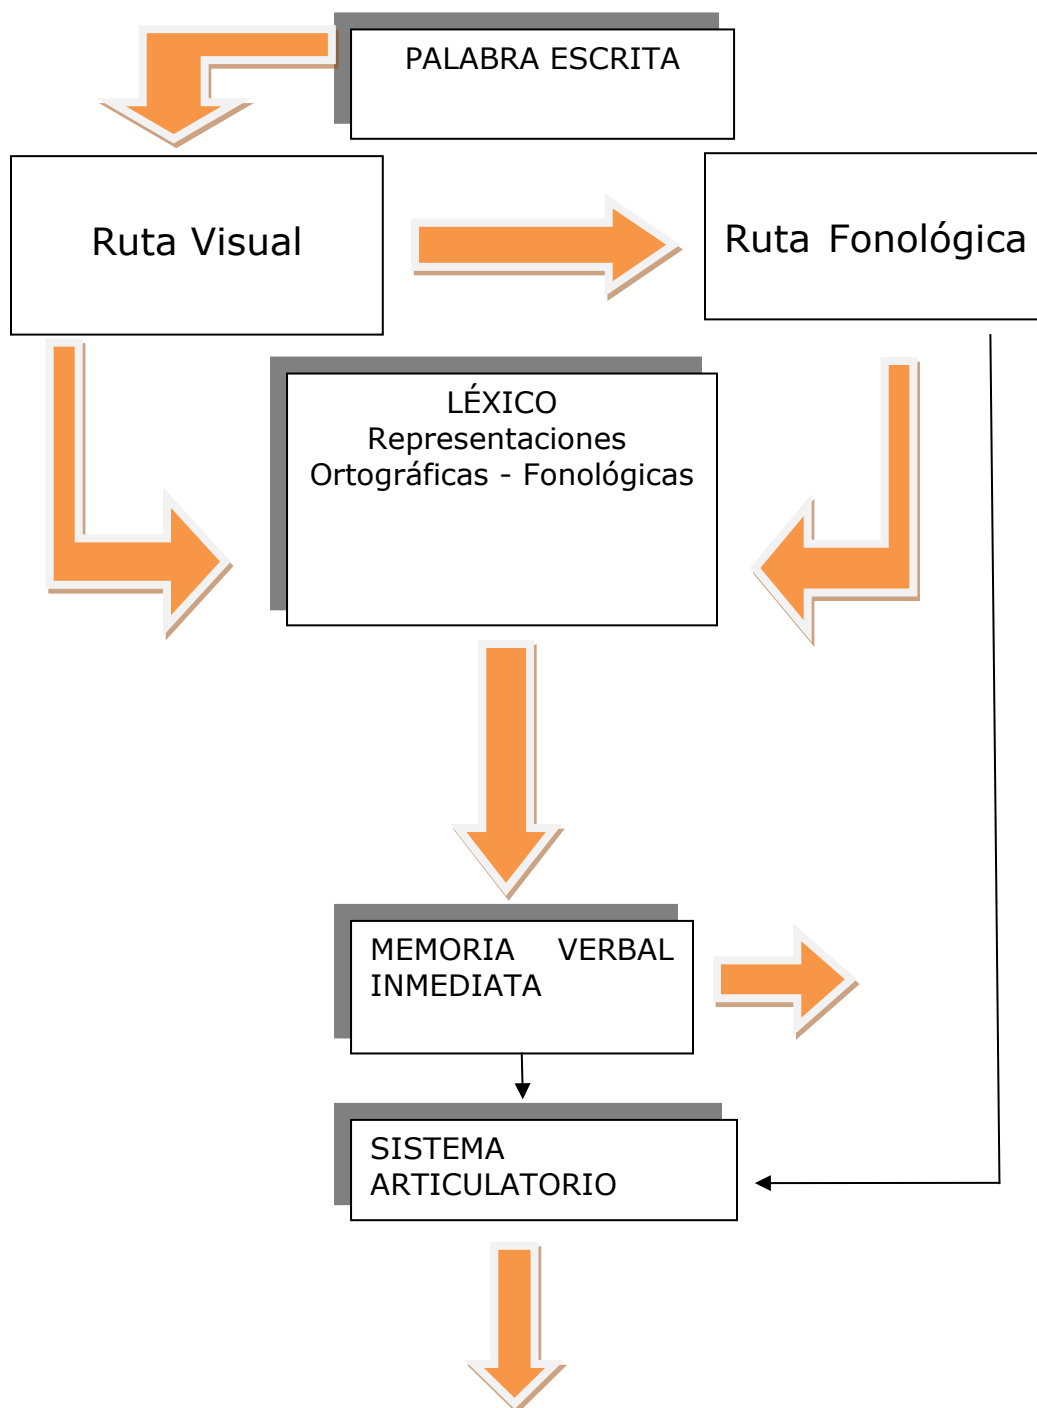 PALABRA ESCRITA
Ruta Visual
Ruta Fonológica
LÉXICO
Representaciones
Ortográficas - Fonológicas
MEMORIA VERBAL
INMEDIATA
SISTEMA
ARTICULATORIO